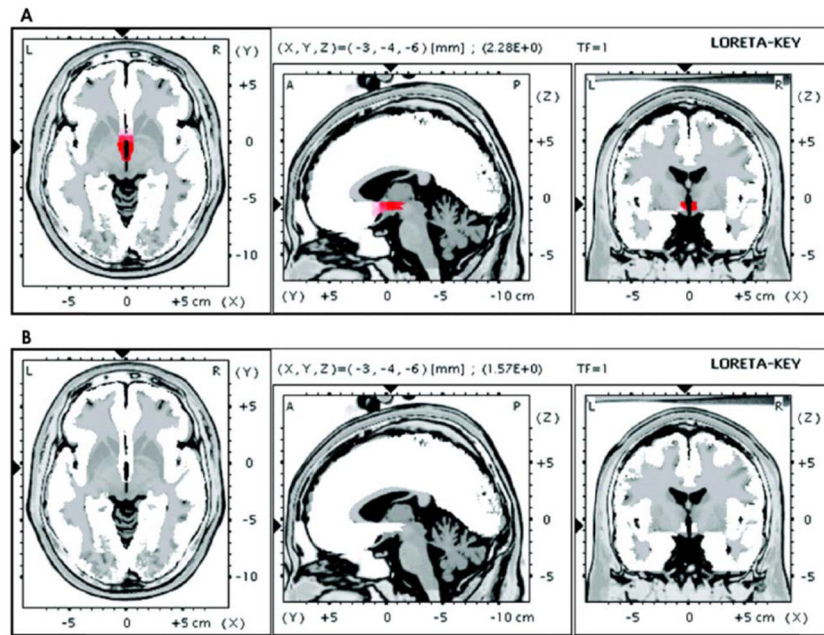 A
(X,Y,Z)=(-3,-4,-6)[mm] ; (2.28E+0) TF=1 LORETA-KEY
L R (Y)
+5
0
-5
-10
-5 0 +5 cm (X)
A P (Z)
+5
0
-5
(Y) +5 0 -5 -10 cm
L R (Z)
+5
0
-5
-5 0 +5 cm (X)
B
(X,Y,Z)=(-3,-4,-6)[mm] ; (1.57E+0) TF=1 LORETA-KEY
L R (Y)
+5
0
-5
-10
-5 0 +5 cm (X)
A P (Z)
+5
0
-5
(Y) +5 0 -5 -10 cm
L R (Z)
+5
0
-5
-5 0 +5 cm (X)